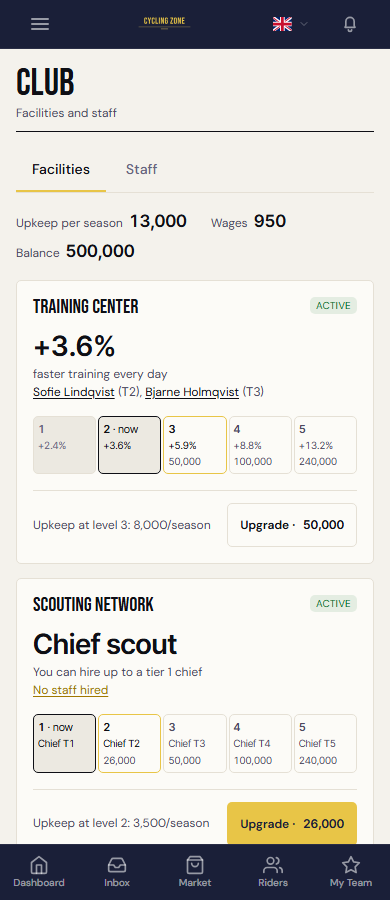 CYCLING ZONE
CLUB
Facilities and staff
Facilities Staff
Upkeep per season 13,000 Wages 950
Balance 500,000
TRAINING CENTER ACTIVE
+3.6%
faster training every day
Sofie Lindqvist (T2), Bjarne Holmqvist (T3)
1 2 · now 3 4 5
+2.4% +3.6% +5.9% +8.8% +13.2%
50,000 100,000 240,000
Upkeep at level 3: 8,000/season Upgrade · 50,000
SCOUTING NETWORK ACTIVE
Chief scout
You can hire up to a tier 1 chief
No staff hired
1 · now 2 3 4 5
Chief T1 Chief T2 Chief T3 Chief T4 Chief T5
26,000 50,000 100,000 240,000
Upkeep at level 2: 3,500/season Upgrade · 26,000
Dashboard Inbox Market Riders My Team